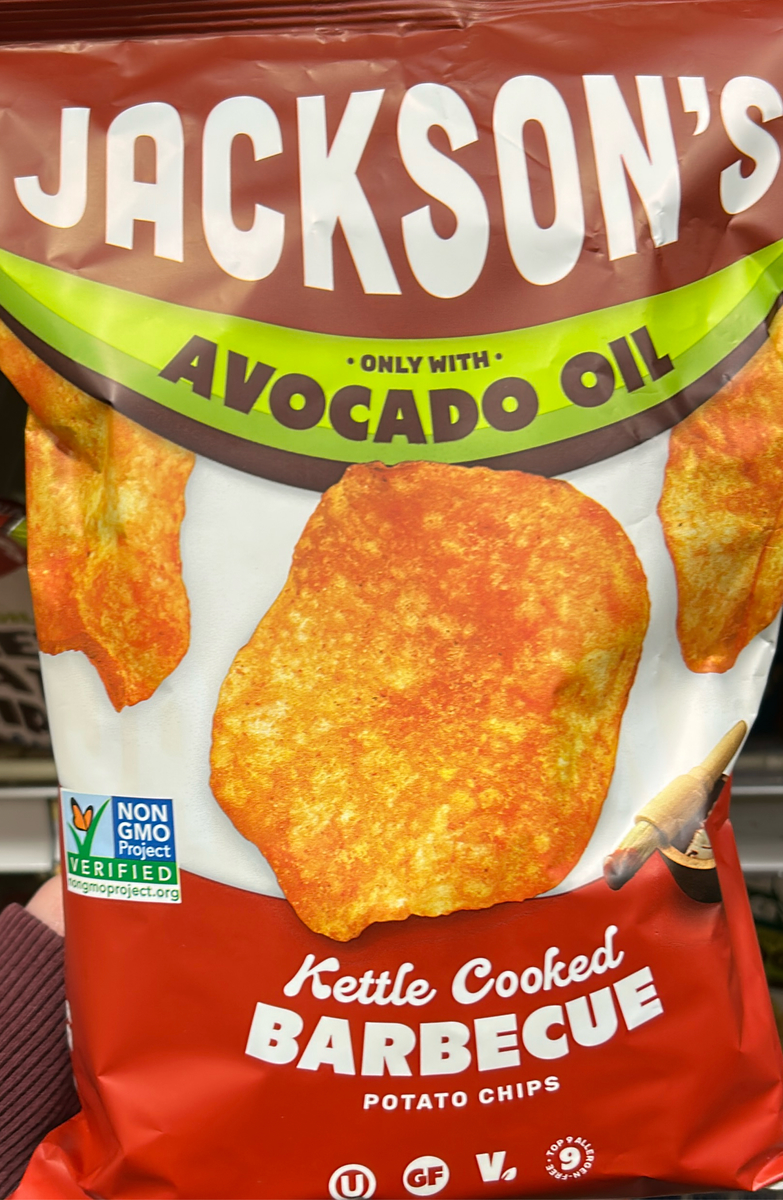 JACKSON'S
• ONLY WITH •
AVOCADO OIL
NON
GMO
Project
VERIFIED
nongmoproject.org
Kettle Cooked
BARBECUE
POTATO CHIPS
U
GF
V
• TOP 9 ALLERGEN-FREE •
9